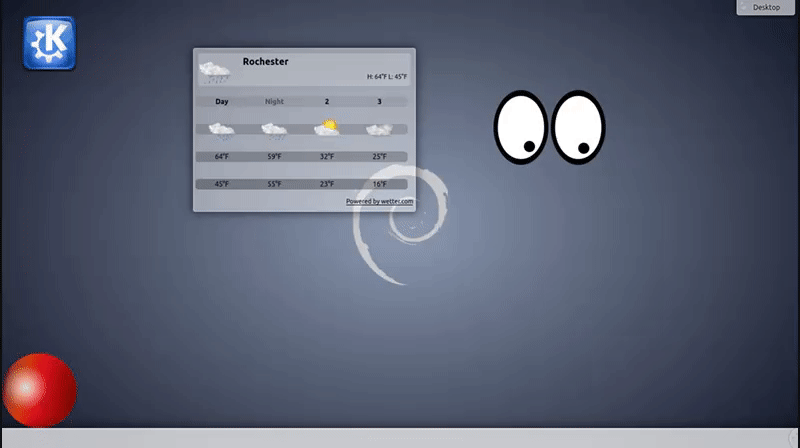 Desktop
K
Rochester
H: 64°F L: 45°F
Day Night 2 3
64°F 59°F 32°F 25°F
45°F 55°F 23°F 16°F
Powered by wetter.com